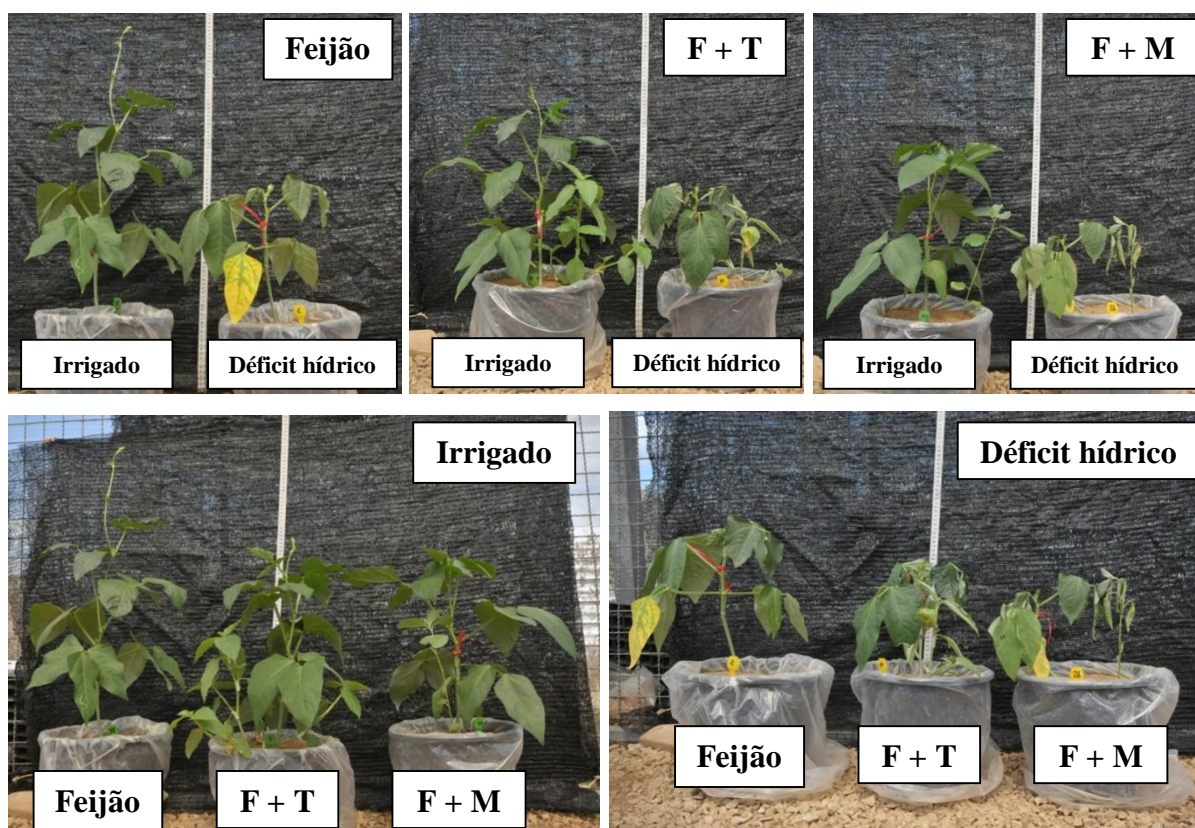 Feijão
F + T
F + M
Irrigado
Déficit hídrico
Irrigado
Déficit hídrico
Irrigado
Déficit hídrico
Irrigado
Déficit hídrico
Feijão
F + T
F + M
Feijão
F + T
F + M